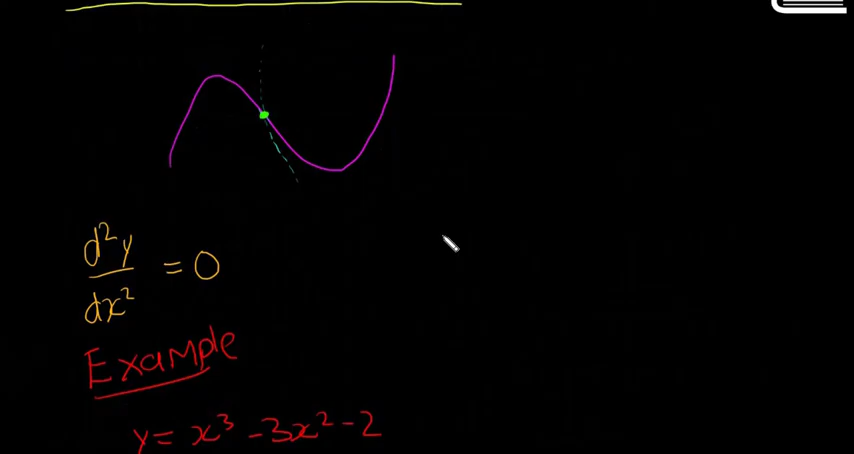 d²y
dx²
= 0
Example
y = x³ - 3x² - 2